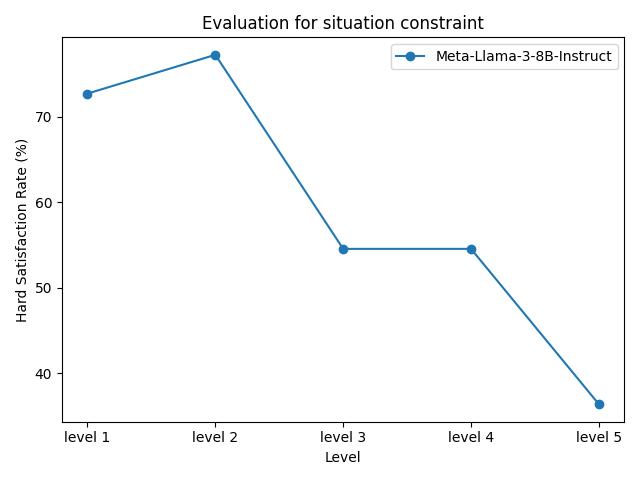 Evaluation for situation constraint
Meta-Llama-3-8B-Instruct
Hard Satisfaction Rate (%)
70
60
50
40
level 1
level 2
level 3
level 4
level 5
Level